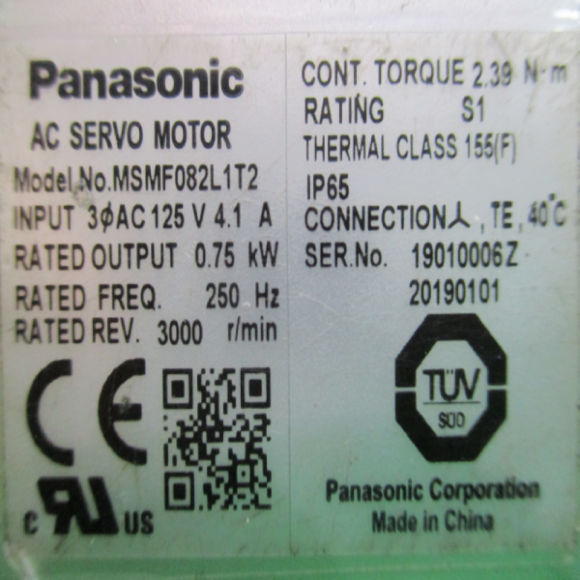 Panasonic
AC SERVO MOTOR
Model No.MSMF082L1T2
INPUT 3ϕAC 125 V 4.1 A
RATED OUTPUT 0.75 kW
RATED FREQ. 250 Hz
RATED REV. 3000 r/min
CE
c RU US
CONT. TORQUE 2.39 N·m
RATING S1
THERMAL CLASS 155(F)
IP65
CONNECTION⅄, TE, 40°C
SER.No. 19010006Z
20190101
TÜV
SÜD
Panasonic Corporation
Made in China